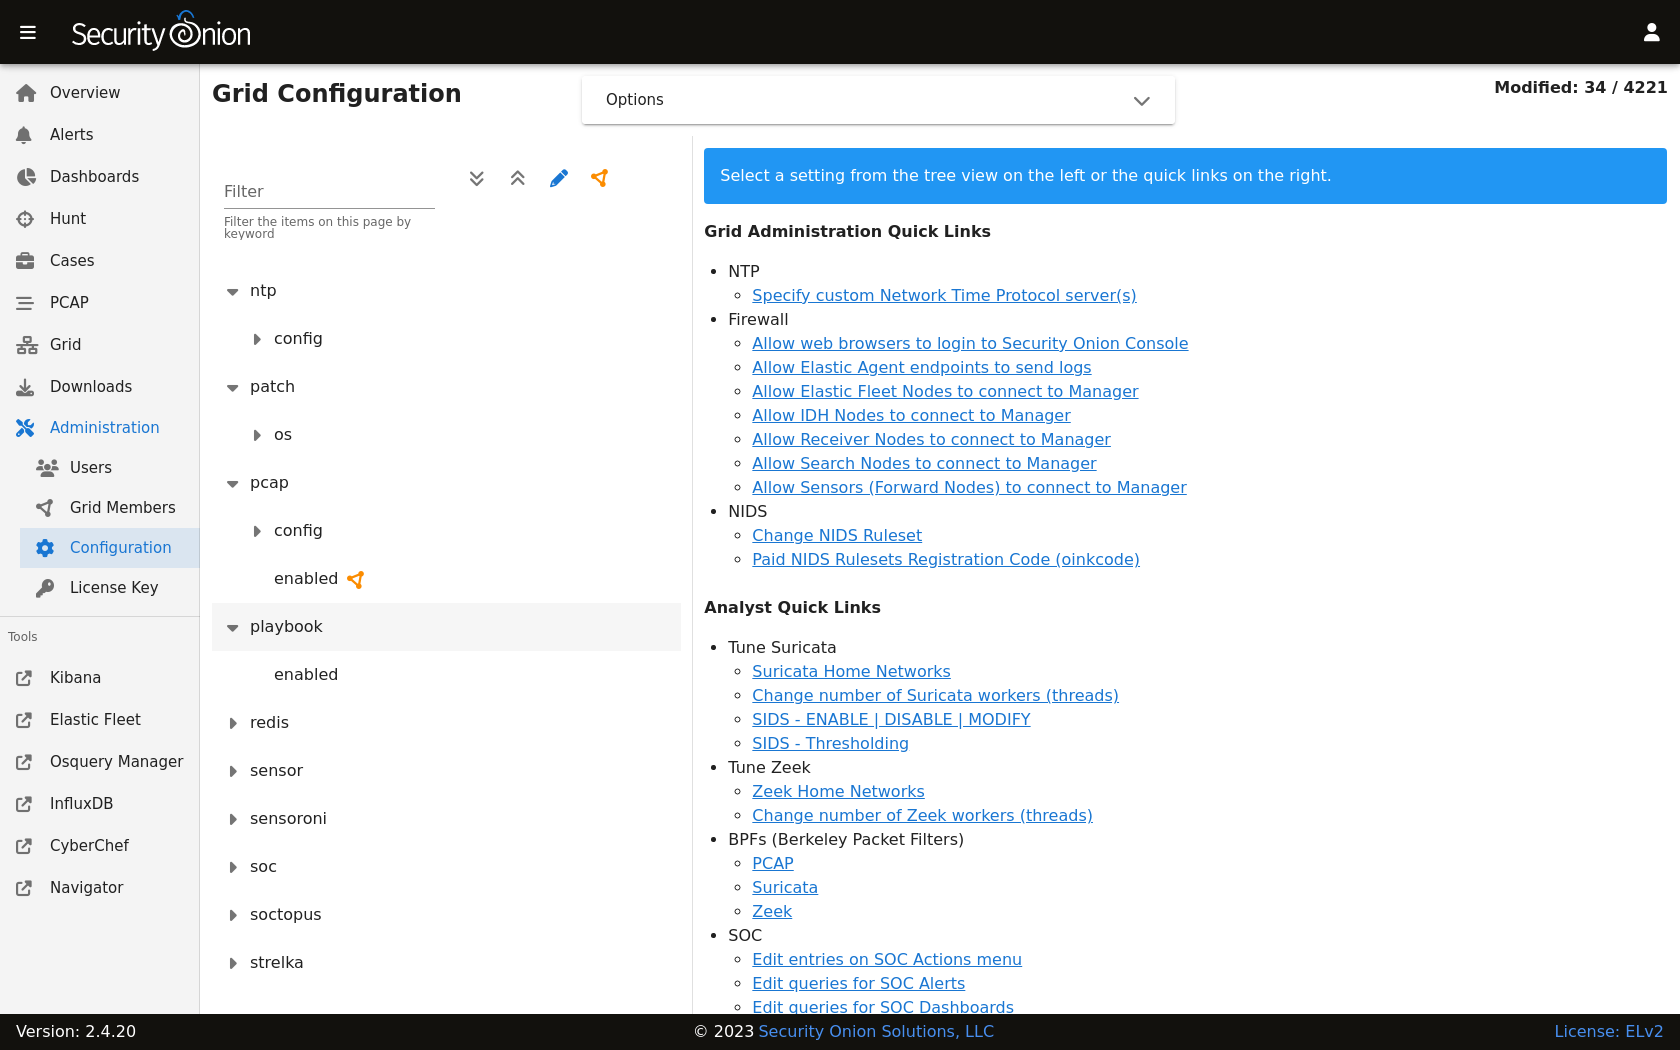 Security Onion
Overview
Alerts
Dashboards
Hunt
Cases
PCAP
Grid
Downloads
Administration
Users
Grid Members
Configuration
License Key
Tools
Kibana
Elastic Fleet
Osquery Manager
InfluxDB
CyberChef
Navigator
Grid Configuration
Options
Modified: 34 / 4221
Filter
Filter the items on this page by
keyword
ntp
config
patch
os
pcap
config
enabled
playbook
enabled
redis
sensor
sensoroni
soc
soctopus
strelka
Select a setting from the tree view on the left or the quick links on the right.
Grid Administration Quick Links
NTP
Specify custom Network Time Protocol server(s)
Firewall
Allow web browsers to login to Security Onion Console
Allow Elastic Agent endpoints to send logs
Allow Elastic Fleet Nodes to connect to Manager
Allow IDH Nodes to connect to Manager
Allow Receiver Nodes to connect to Manager
Allow Search Nodes to connect to Manager
Allow Sensors (Forward Nodes) to connect to Manager
NIDS
Change NIDS Ruleset
Paid NIDS Rulesets Registration Code (oinkcode)
Analyst Quick Links
Tune Suricata
Suricata Home Networks
Change number of Suricata workers (threads)
SIDS - ENABLE | DISABLE | MODIFY
SIDS - Thresholding
Tune Zeek
Zeek Home Networks
Change number of Zeek workers (threads)
BPFs (Berkeley Packet Filters)
PCAP
Suricata
Zeek
SOC
Edit entries on SOC Actions menu
Edit queries for SOC Alerts
Edit queries for SOC Dashboards
Version: 2.4.20
© 2023 Security Onion Solutions, LLC
License: ELv2